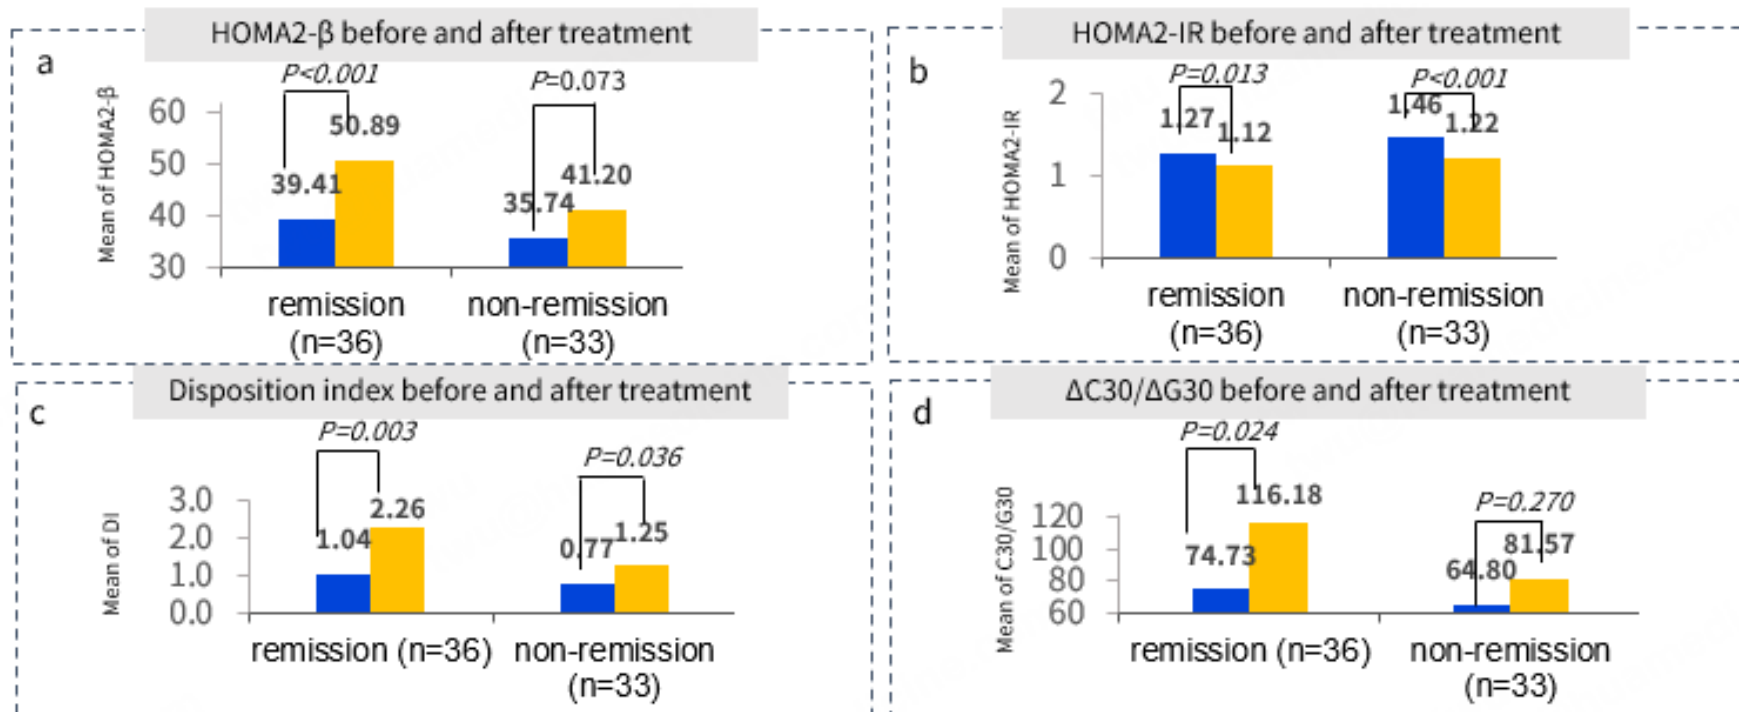 HOMA2-β before and after treatment
a
P<0.001
P=0.073
Mean of HOMA2-β
60
50
40
30
50.89
39.41
41.20
35.74
remission
(n=36)
non-remission
(n=33)
HOMA2-IR before and after treatment
b
P=0.013
P<0.001
Mean of HOMA2-IR
2
1
0
1.27
1.12
1.46
1.22
remission
(n=36)
non-remission
(n=33)
Disposition index before and after treatment
c
P=0.003
P=0.036
Mean of DI
3.0
2.0
1.0
0.0
2.26
1.04
0.77
1.25
remission (n=36)
non-remission
(n=33)
ΔC30/ΔG30 before and after treatment
d
P=0.024
P=0.270
Mean of C30/G30
120
100
80
60
116.18
74.73
81.57
64.80
remission (n=36)
non-remission
(n=33)